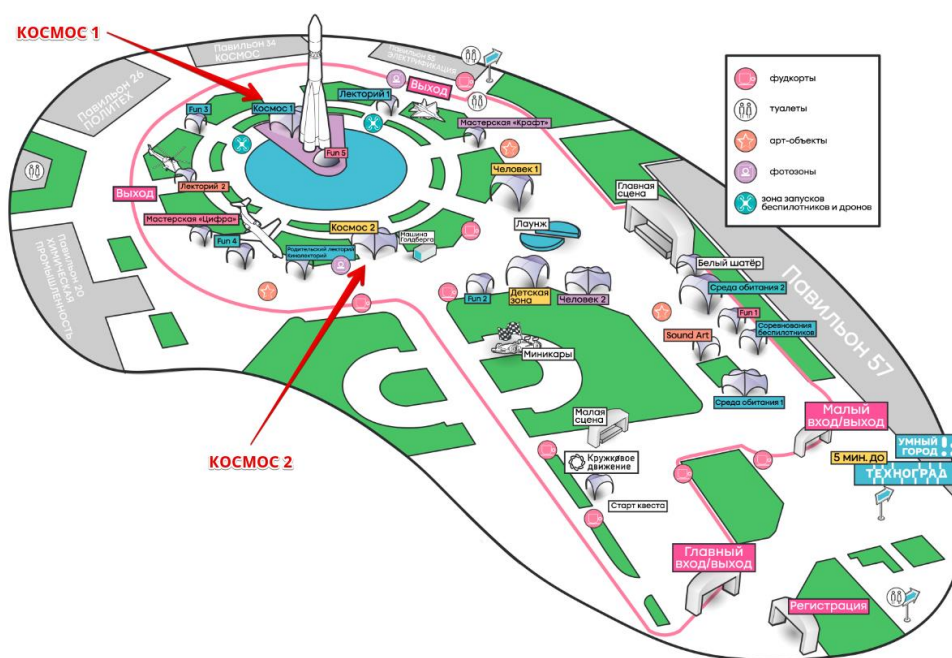 КОСМОС 1
Павильон 34
КОСМОС
Павильон 55
ЭЛЕКТРИФИКАЦИЯ
Павильон 26
ПОЛИТЕХ
Выход
фудкорты
туалеты
арт-объекты
фотозоны
зона запусков
беспилотников и дронов
Лекторий 1
Космос 1
Fun 3
Мастерская «Крафт»
Fun 5
Человек 1
Лекторий 2
Выход
Главная
сцена
Мастерская «Цифра»
Лаунж
Космос 2
Fun 4
Машина
Голдберга
Родительский лекторий
Кинолекторий
Белый шатёр
Павильон 20
ХИМИЧЕСКАЯ
ПРОМЫШЛЕННОСТЬ
Павильон 57
Fun 2
Детская
зона
Человек 2
Среда обитания 2
Fun 1
Соревнования
беспилотников
Sound Art
Миникары
Среда обитания 1
Малая
сцена
Малый
вход/выход
УМНЫЙ
ГОРОД
5 МИН. ДО
ТЕХНОГРАД
КОСМОС 2
Кружковое
движение
Старт квеста
Главный
вход/выход
Регистрация